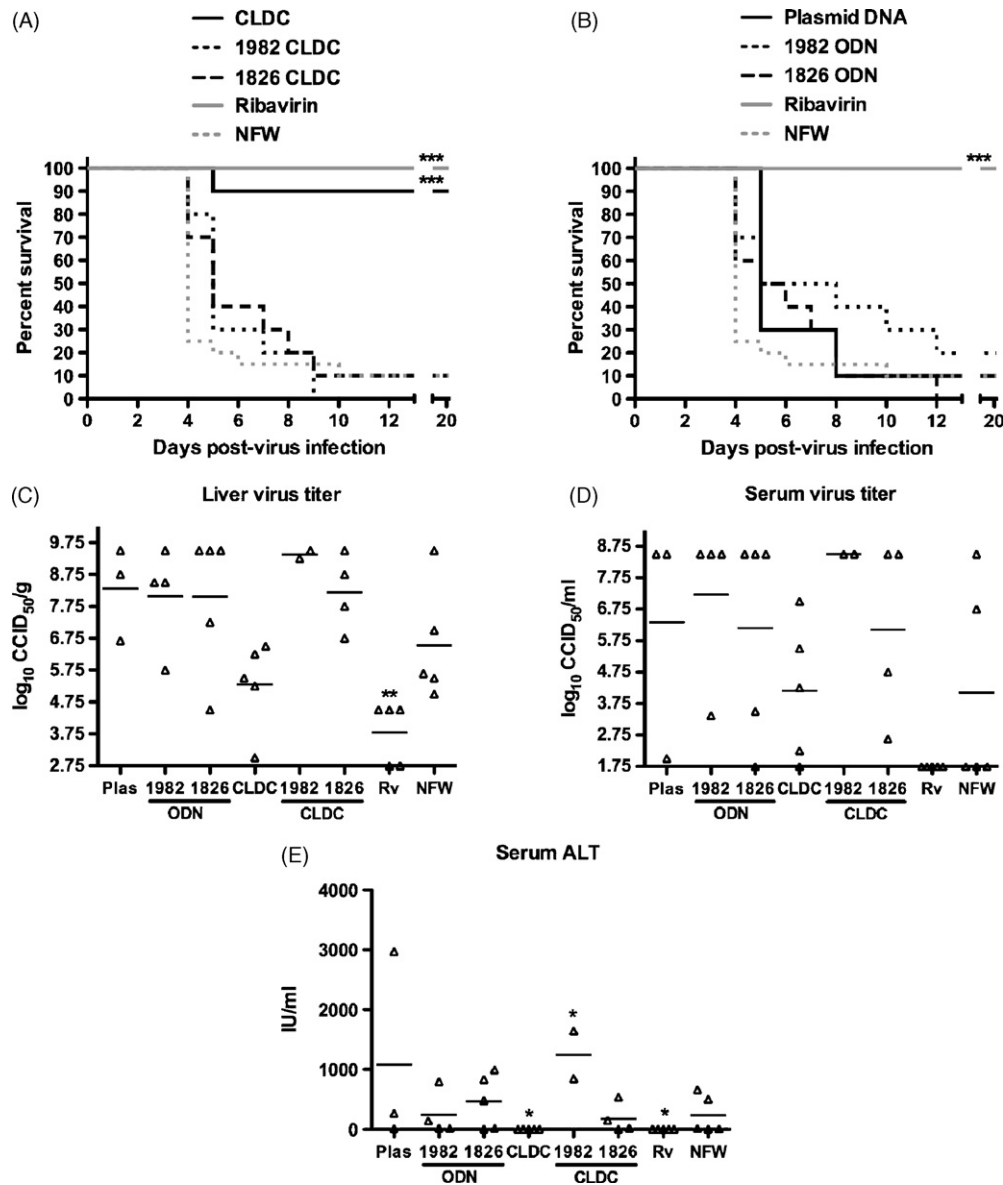 (A)
CLDC
1982 CLDC
1826 CLDC
Ribavirin
NFW
***
***
100
90
80
70
60
50
40
30
20
10
0
Percent survival
0 2 4 6 8 10 12 20
Days post-virus infection
(B)
Plasmid DNA
1982 ODN
1826 ODN
Ribavirin
NFW
***
100
90
80
70
60
50
40
30
20
10
0
Percent survival
0 2 4 6 8 10 12 20
Days post-virus infection
(C)
Liver virus titer
9.75
8.75
7.75
6.75
5.75
4.75
3.75
2.75
log10 CCID50/g
**
Plas 1982 1826 CLDC 1982 1826 Rv NFW
ODN CLDC
(D)
Serum virus titer
8.75
7.75
6.75
5.75
4.75
3.75
2.75
1.75
log10 CCID50/ml
Plas 1982 1826 CLDC 1982 1826 Rv NFW
ODN CLDC
(E)
Serum ALT
4000
3000
2000
1000
0
IU/ml
* * *
Plas 1982 1826 CLDC 1982 1826 Rv NFW
ODN CLDC